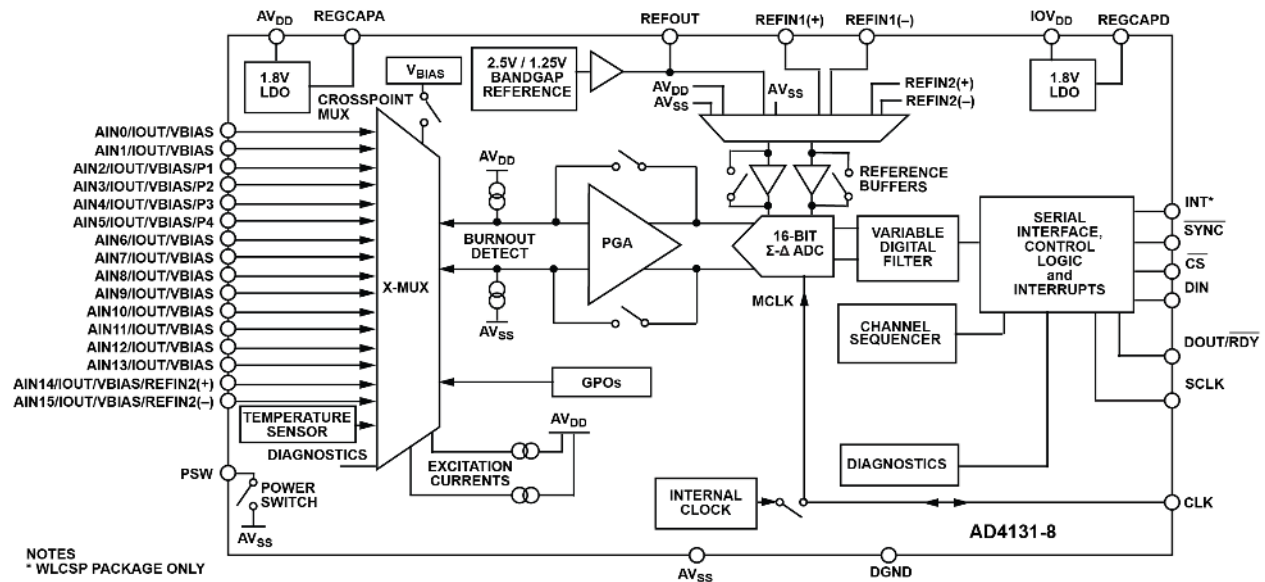 AVDD
REGCAPA
REFOUT
REFIN1(+)
REFIN1(–)
IOVDD
REGCAPD
1.8V
LDO
VBIAS
2.5V / 1.25V
BANDGAP
REFERENCE
AVDD
AVSS
AVSS
REFIN2(+)
REFIN2(–)
1.8V
LDO
CROSSPOINT
MUX
AIN0/IOUT/VBIAS
AIN1/IOUT/VBIAS
AIN2/IOUT/VBIAS/P1
AIN3/IOUT/VBIAS/P2
AIN4/IOUT/VBIAS/P3
AIN5/IOUT/VBIAS/P4
AIN6/IOUT/VBIAS
AIN7/IOUT/VBIAS
AIN8/IOUT/VBIAS
AIN9/IOUT/VBIAS
AIN10/IOUT/VBIAS
AIN11/IOUT/VBIAS
AIN12/IOUT/VBIAS
AIN13/IOUT/VBIAS
AIN14/IOUT/VBIAS/REFIN2(+)
AIN15/IOUT/VBIAS/REFIN2(–)
TEMPERATURE
SENSOR
DIAGNOSTICS
X-MUX
AVDD
BURNOUT
DETECT
AVSS
PGA
REFERENCE
BUFFERS
16-BIT
Σ-Δ ADC
MCLK
VARIABLE
DIGITAL
FILTER
SERIAL
INTERFACE,
CONTROL
LOGIC
and
INTERRUPTS
INT*
SYNC
CS
DIN
DOUT/RDY
SCLK
CHANNEL
SEQUENCER
GPOs
AVDD
EXCITATION
CURRENTS
DIAGNOSTICS
PSW
POWER
SWITCH
AVSS
INTERNAL
CLOCK
CLK
AD4131-8
NOTES
* WLCSP PACKAGE ONLY
AVSS
DGND